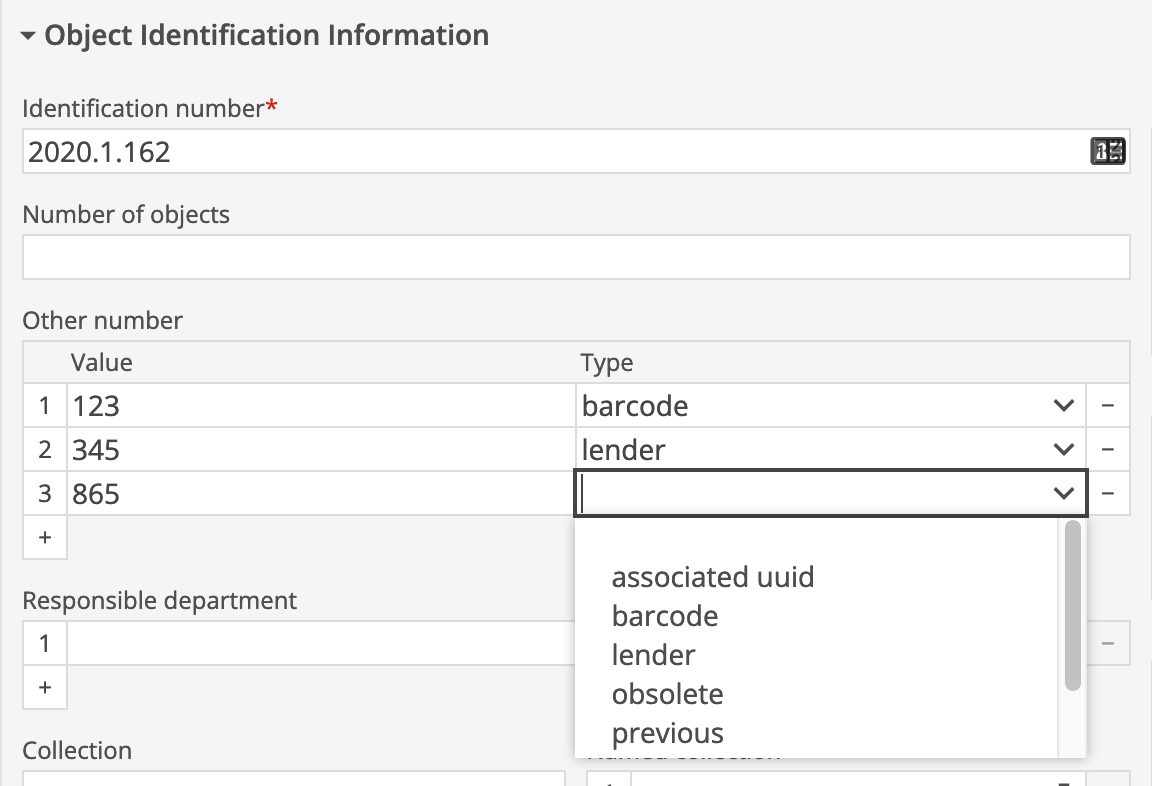 Object Identification Information
Identification number*
2020.1.162
Number of objects
Other number
Value Type
1 123 barcode −
2 345 lender −
3 865 −
+
associated uuid
barcode
lender
obsolete
previous
Responsible department
1 −
+
Collection